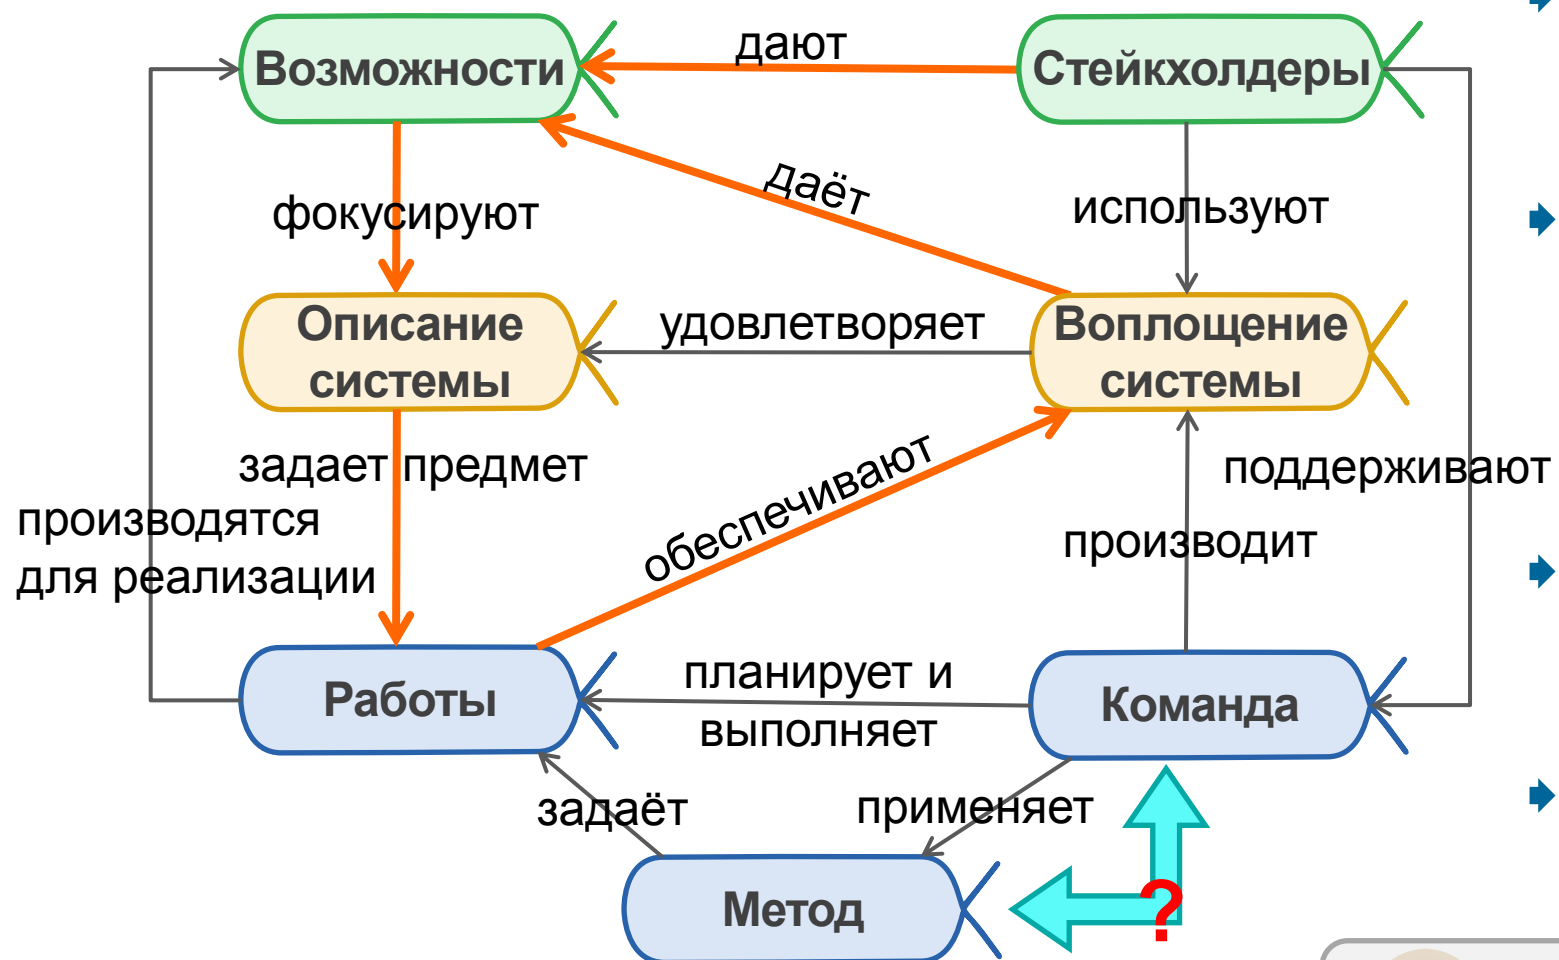 дают
Возможности
Стейкхолдеры
даёт
фокусируют
используют
Описание
системы
удовлетворяет
Воплощение
системы
задает предмет
обеспечивают
поддерживают
производятся
для реализации
производит
Работы
планирует и
выполняет
Команда
задаёт
применяет
Метод
?